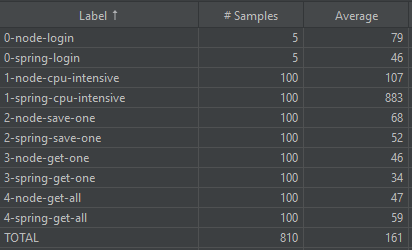 Label ↑ # Samples Average
0-node-login 5 79
0-spring-login 5 46
1-node-cpu-intensive 100 107
1-spring-cpu-intensive 100 883
2-node-save-one 100 68
2-spring-save-one 100 52
3-node-get-one 100 46
3-spring-get-one 100 34
4-node-get-all 100 47
4-spring-get-all 100 59
TOTAL 810 161